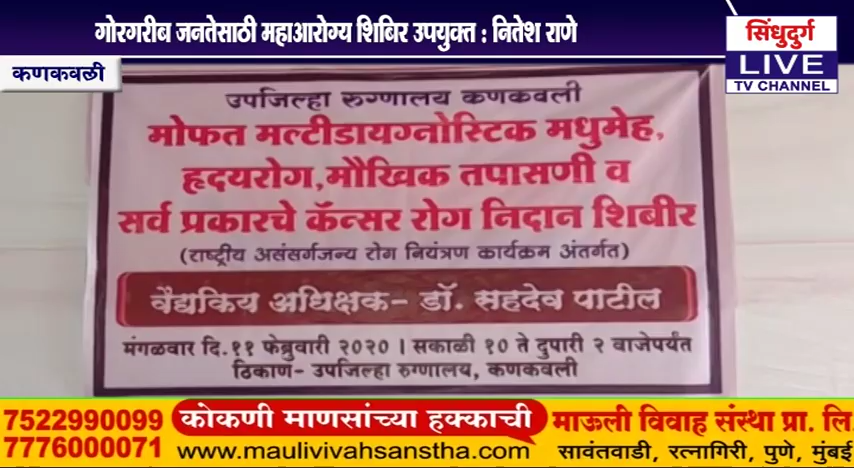 गोरगरीब जनतेसाठी महाआरोग्य शिबिर उपयुक्त : नितेश राणे
सिंधुदुर्ग
LIVE
TV CHANNEL
कणकवली
उपजिल्हा रुग्णालय कणकवली
मोफत मल्टीडायग्नोस्टिक मधुमेह,
हृदयरोग,मौखिक तपासणी व
सर्व प्रकारचे कॅन्सर रोग निदान शिबीर
(राष्ट्रीय असंसर्गजन्य रोग नियंत्रण कार्यक्रम अंतर्गत)
वैद्यकिय अधिक्षक- डॉ. सहदेव पाटील
मंगळवार दि.११ फेब्रुवारी २०२० । सकाळी १० ते दुपारी २ वाजेपर्यंत
ठिकाण- उपजिल्हा रुग्णालय, कणकवली
7522990099
7776000071
कोकणी माणसांच्या हक्काची
www.maulivivahsanstha.com
माऊली विवाह संस्था प्रा. लि.
सावंतवाडी, रत्नागिरी, पुणे, मुंबई